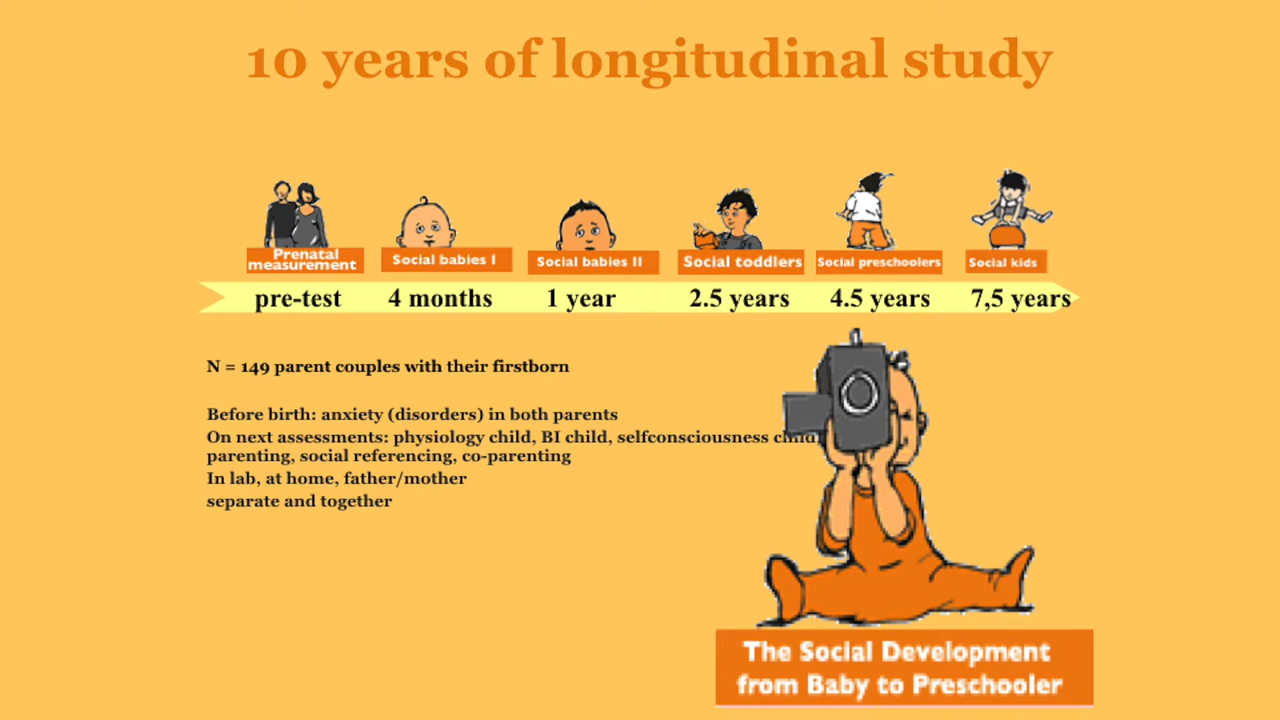 10 years of longitudinal study
Prenatal
measurement
Social babies I
Social babies II
Social toddlers
Social preschoolers
Social kids
pre-test
4 months
1 year
2.5 years
4.5 years
7,5 years
N = 149 parent couples with their firstborn
Before birth: anxiety (disorders) in both parents
On next assessments: physiology child, BI child, selfconsciousness child,
parenting, social referencing, co-parenting
In lab, at home, father/mother
separate and together
The Social Development
from Baby to Preschooler